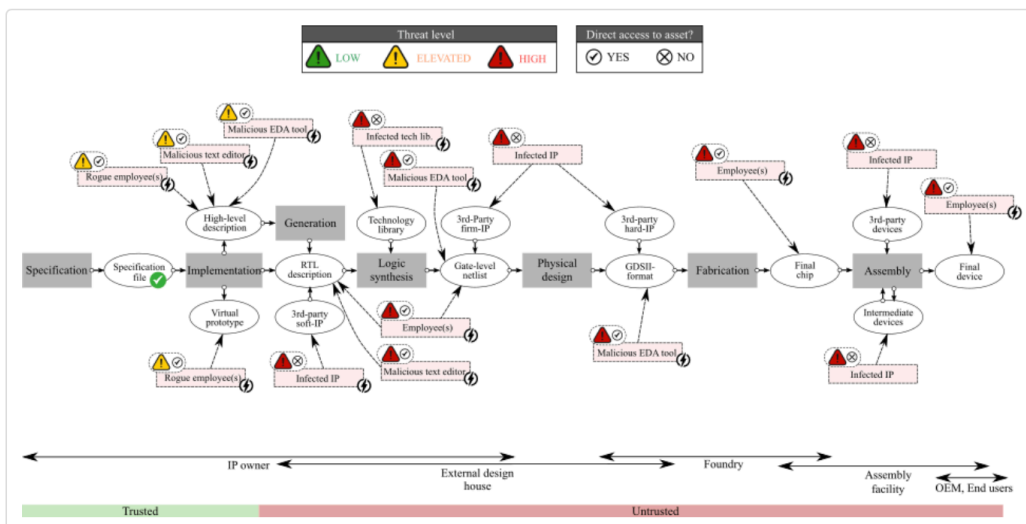 Threat level
LOW
ELEVATED
HIGH
Direct access to asset?
YES
NO
Malicious EDA tool
Malicious text editor
Rogue employee(s)
Infected tech lib.
Malicious EDA tool
Infected IP
Employee(s)
Infected IP
Employee(s)
High-level
description
Generation
Technology
library
3rd-Party
firm-IP
3rd-party
hard-IP
3rd-party
devices
Specification
Specification
file
Implementation
RTL
description
Logic
synthesis
Gate-level
netlist
Physical
design
GDSII-
format
Fabrication
Final
chip
Assembly
Final
device
Virtual
prototype
3rd-party
soft-IP
Employee(s)
Intermediate
devices
Rogue employee(s)
Infected IP
Malicious text editor
Malicious EDA tool
Infected IP
IP owner
External design
house
Foundry
Assembly
facility
OEM, End users
Trusted
Untrusted